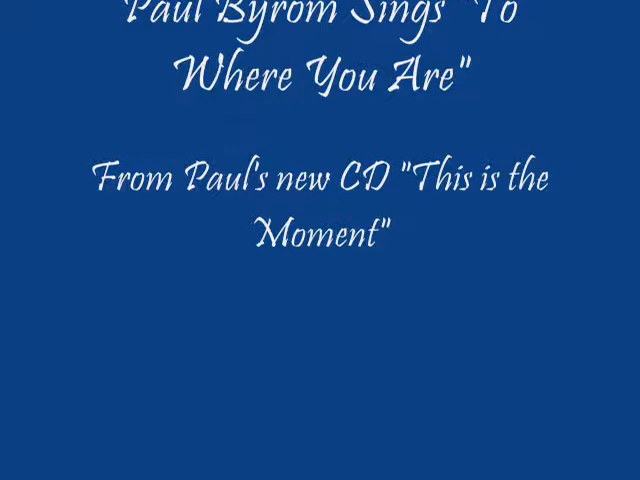 Paul Byrom Sings "To
Where You Are"
From Paul's new CD "This is the
Moment"